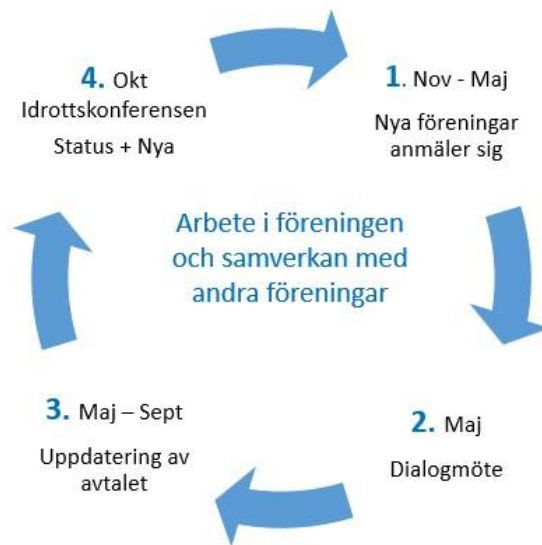 4. Okt
Idrottskonferensen
Status + Nya
1. Nov - Maj
Nya föreningar
anmäler sig
Arbete i föreningen
och samverkan med
andra föreningar
3. Maj – Sept
Uppdatering av
avtalet
2. Maj
Dialogmöte